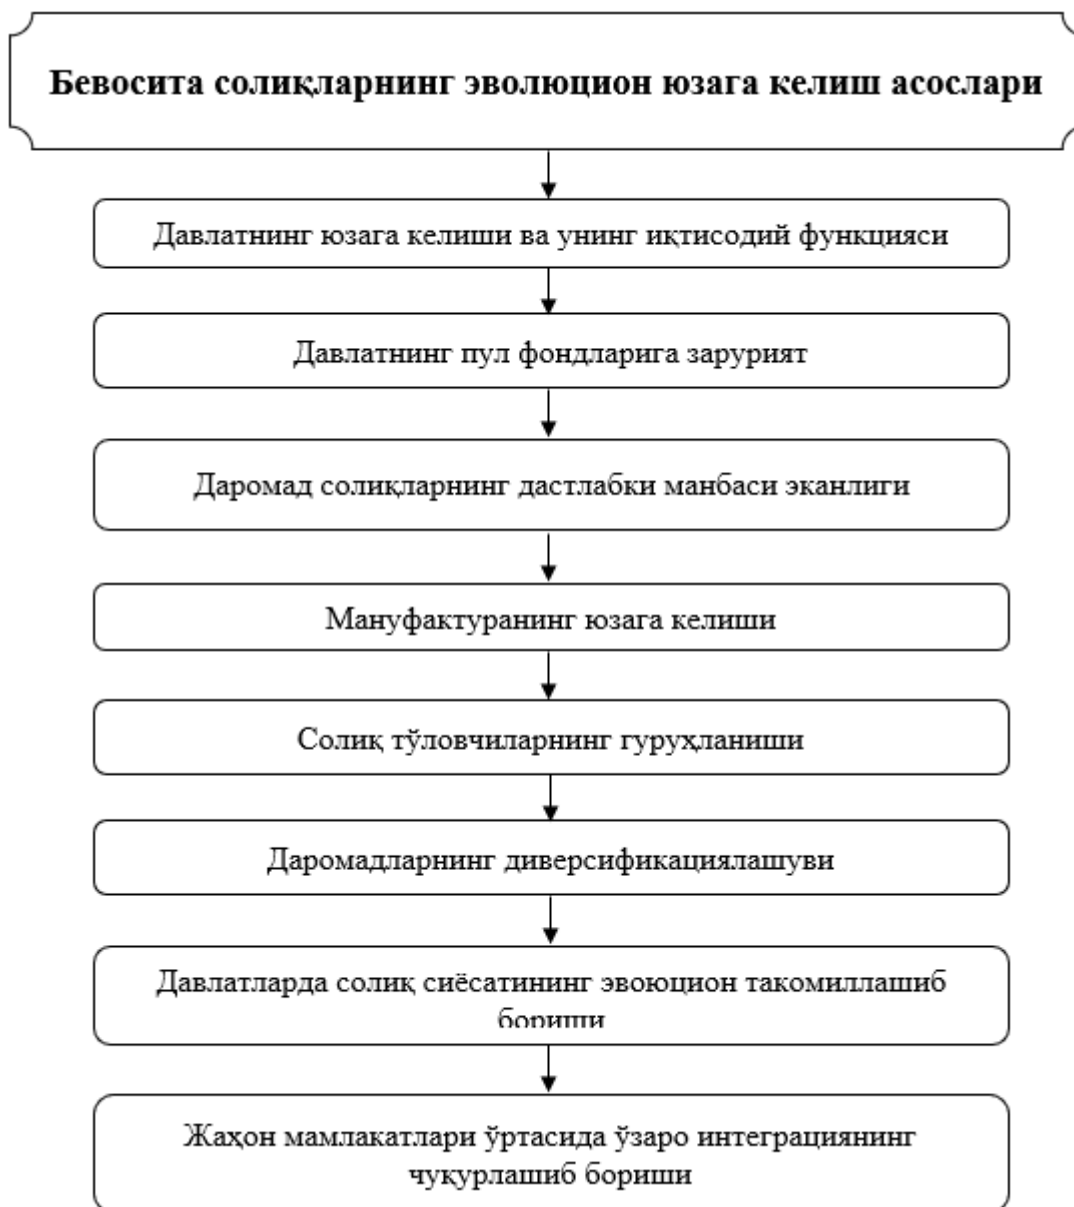 Бевосита солиқларнинг эволюцион юзага келиш асослари
Давлатнинг юзага келиши ва унинг иқтисодий функцияси
Давлатнинг пул фондларига зарурият
Даромад солиқларнинг дастлабки манбаси эканлиги
Мануфактуранинг юзага келиши
Солиқ тўловчиларнинг гуруҳланиши
Даромадларнинг диверсификациялашуви
Давлатларда солиқ сиёсатининг эвоюцион такомиллашиб
бориши
Жаҳон мамлакатлари ўртасида ўзаро интеграциянинг
чуқурлашиб бориши